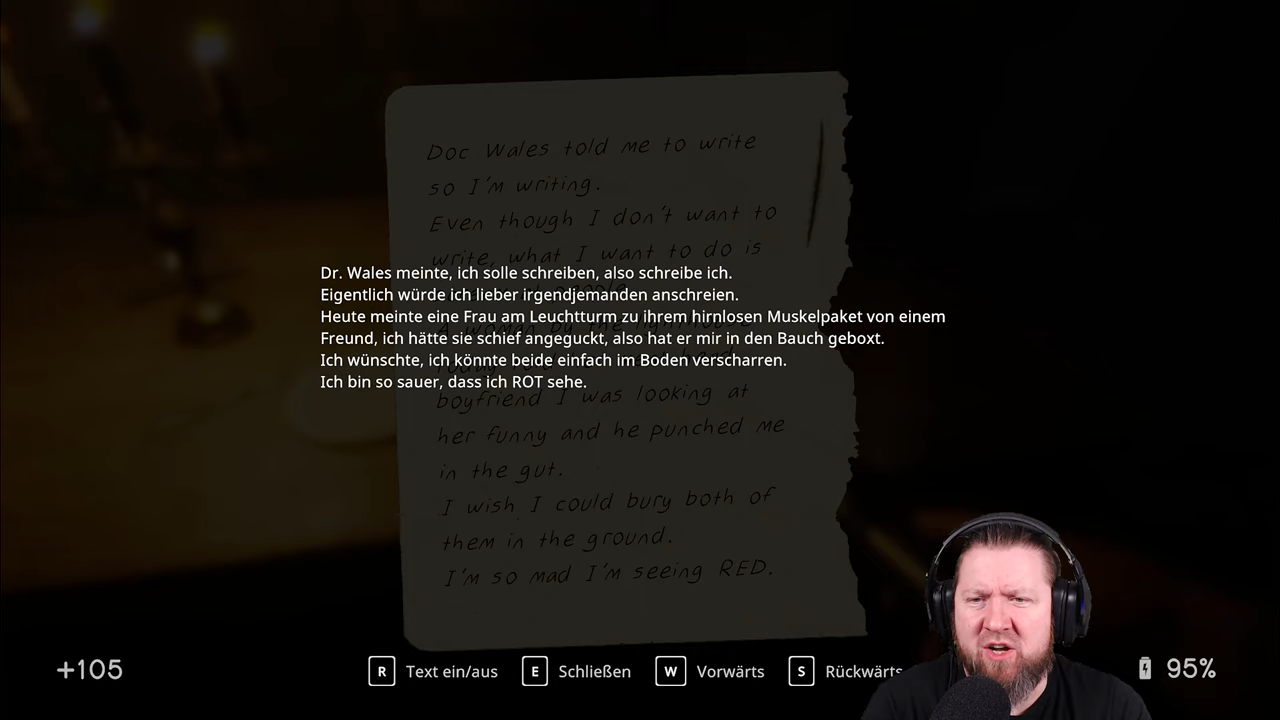 Doc Wales told me to write
so I'm writing.
Even though I don't want to
write, what I want to do is
Dr. Wales meinte, ich solle schreiben, also schreibe ich.
Eigentlich würde ich lieber irgendjemanden anschreien.
Heute meinte eine Frau am Leuchtturm zu ihrem hirnlosen Muskelpaket von einem
Freund, ich hätte sie schief angeguckt, also hat er mir in den Bauch geboxt.
Ich wünschte, ich könnte beide einfach im Boden verscharren.
Ich bin so sauer, dass ich ROT sehe.
boyfriend I was looking at
her funny and he punched me
in the gut.
I wish I could bury both of
them in the ground.
I'm so mad I'm seeing RED.
+105
R Text ein/aus E Schließen W Vorwärts S Rückwärts
95%